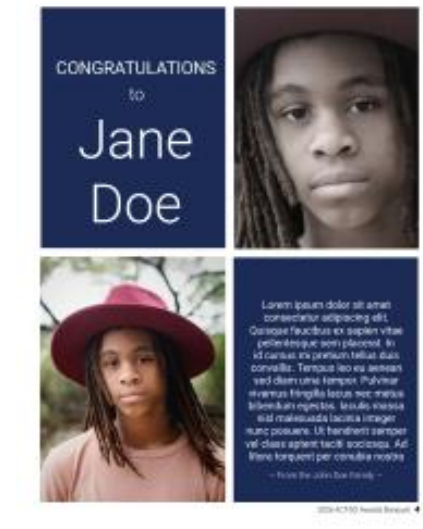 CONGRATULATIONS
to
Jane
Doe
Lorem ipsum dolor sit amet
consectetur adipiscing elit.
Quisque faucibus ex sapien vitae
pellentesque sem placerat. In
id cursus mi pretium tellus duis
convallis. Tempus leo eu aenean
sed diam urna tempor. Pulvinar
vivamus fringilla lacus nec metus
bibendum egestas. Iaculis massa
nisl malesuada lacinia integer
nunc posuere. Ut hendrerit semper
vel class aptent taciti sociosqu. Ad
litora torquent per conubia nostra
~ From the John Doe Family ~
Awards Banquet 4